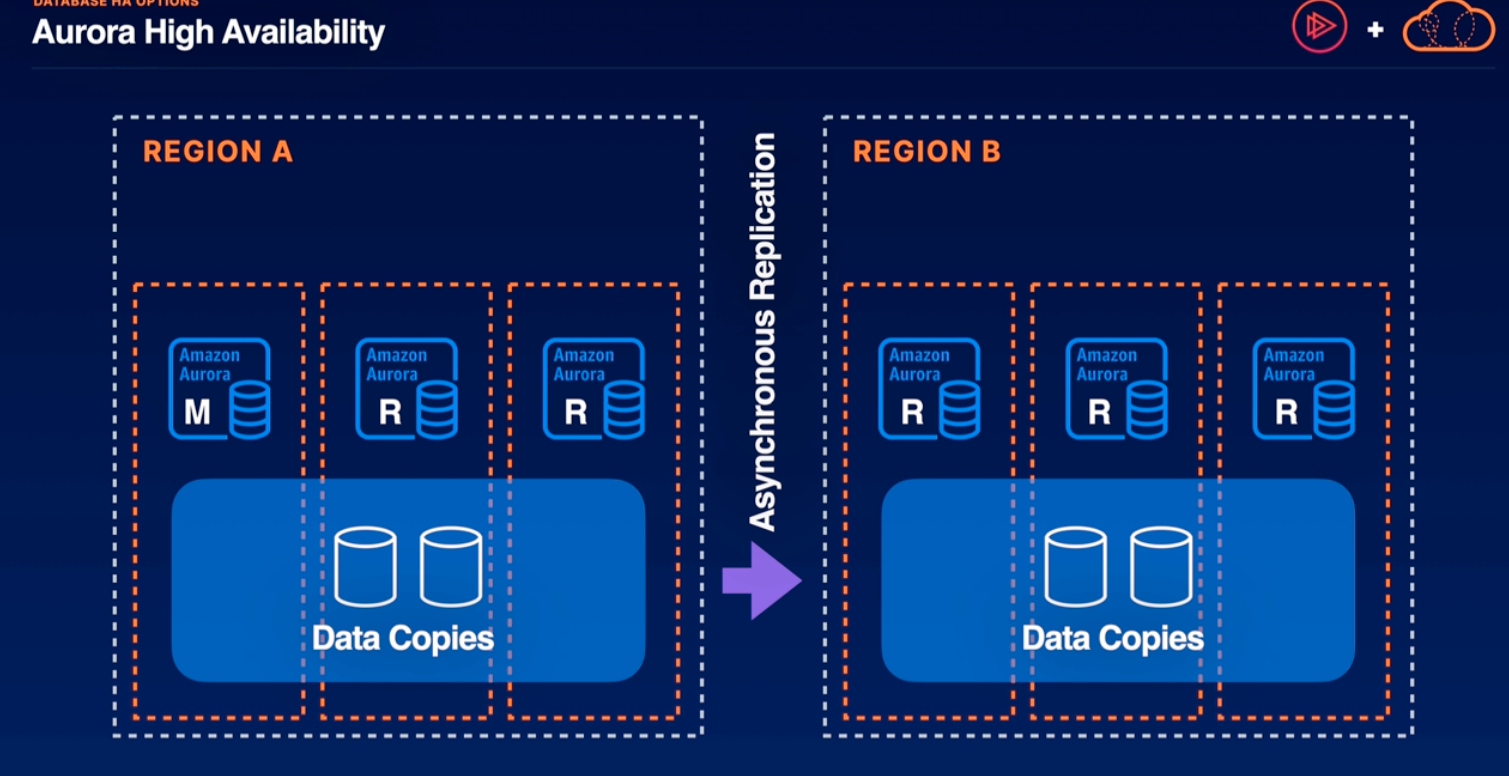 DATABASE HA OPTIONS
Aurora High Availability
+
REGION A
Amazon
Aurora
M
Amazon
Aurora
R
Amazon
Aurora
R
Data Copies
Asynchronous Replication
REGION B
Amazon
Aurora
R
Amazon
Aurora
R
Amazon
Aurora
R
Data Copies